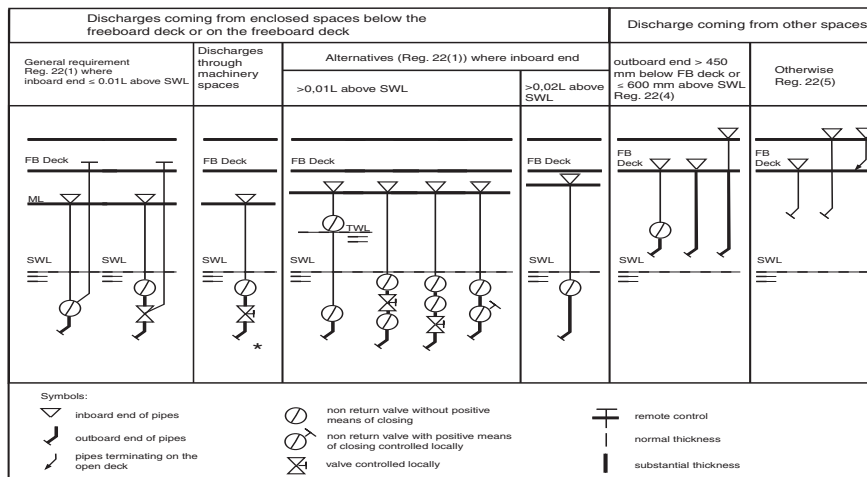 Discharges coming from enclosed spaces below the
freeboard deck or on the freeboard deck
Discharge coming from other spaces
General requirement
Reg. 22(1) where
inboard end ≤ 0.01L above SWL
Discharges
through
machinery
spaces
Alternatives (Reg. 22(1)) where inboard end
>0,01L above SWL
>0,02L above
SWL
outboard end > 450
mm below FB deck or
≤ 600 mm above SWL
Reg. 22(4)
Otherwise
Reg. 22(5)
FB Deck
FB Deck
FB Deck
FB Deck
FB
Deck
FB
Deck
ML
TWL
SWL
SWL
SWL
SWL
SWL
SWL
SWL
*
Symbols:
inboard end of pipes
outboard end of pipes
pipes terminating on the
open deck
non return valve without positive
means of closing
non return valve with positive means
of closing controlled locally
valve controlled locally
remote control
normal thickness
substantial thickness